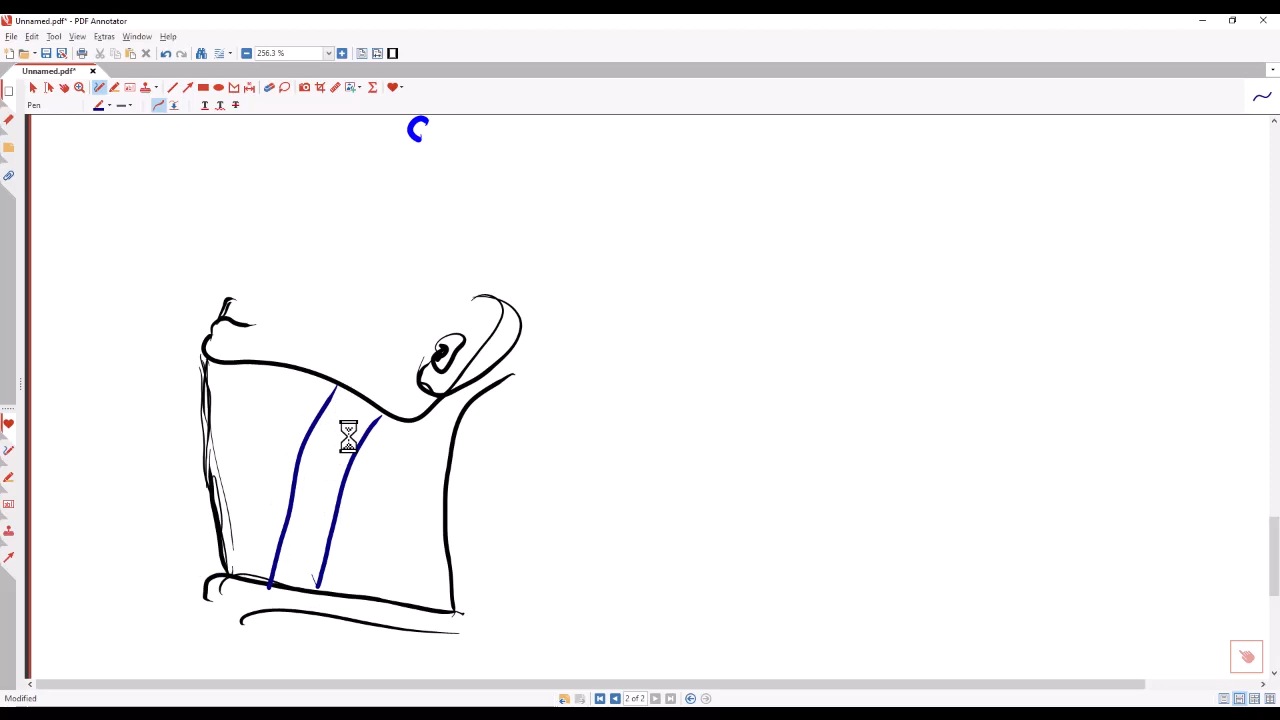 Unnamed.pdf* - PDF Annotator
File Edit Tool View Extras Window Help
256.3 %
Unnamed.pdf*
Pen
Modified
2 of 2